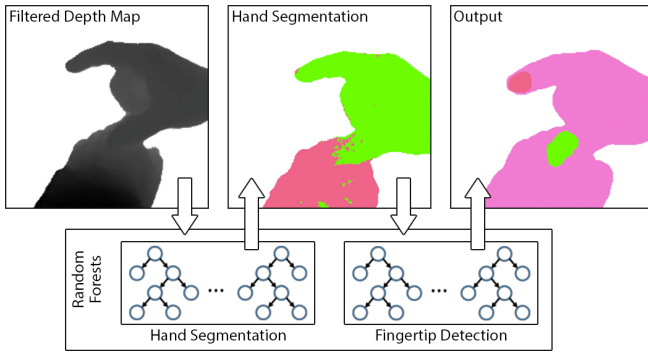 Filtered Depth Map
Hand Segmentation
Output
Random
Forests
...
...
Hand Segmentation
Fingertip Detection